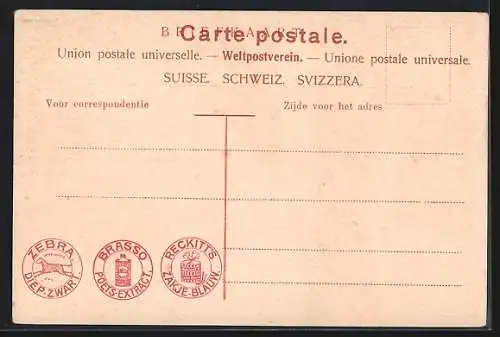 BRIEFKAART
Carte postale.
Union postale universelle. — Weltpostverein. — Unione postale universale.
SUISSE. SCHWEIZ. SVIZZERA.
Voor correspondentie
Zijde voor het adres
ZEBRA
DIEP-ZWART.
BRASSO
POETS-EXTRACT.
RECKITT'S
ZAKJE-BLAUW.